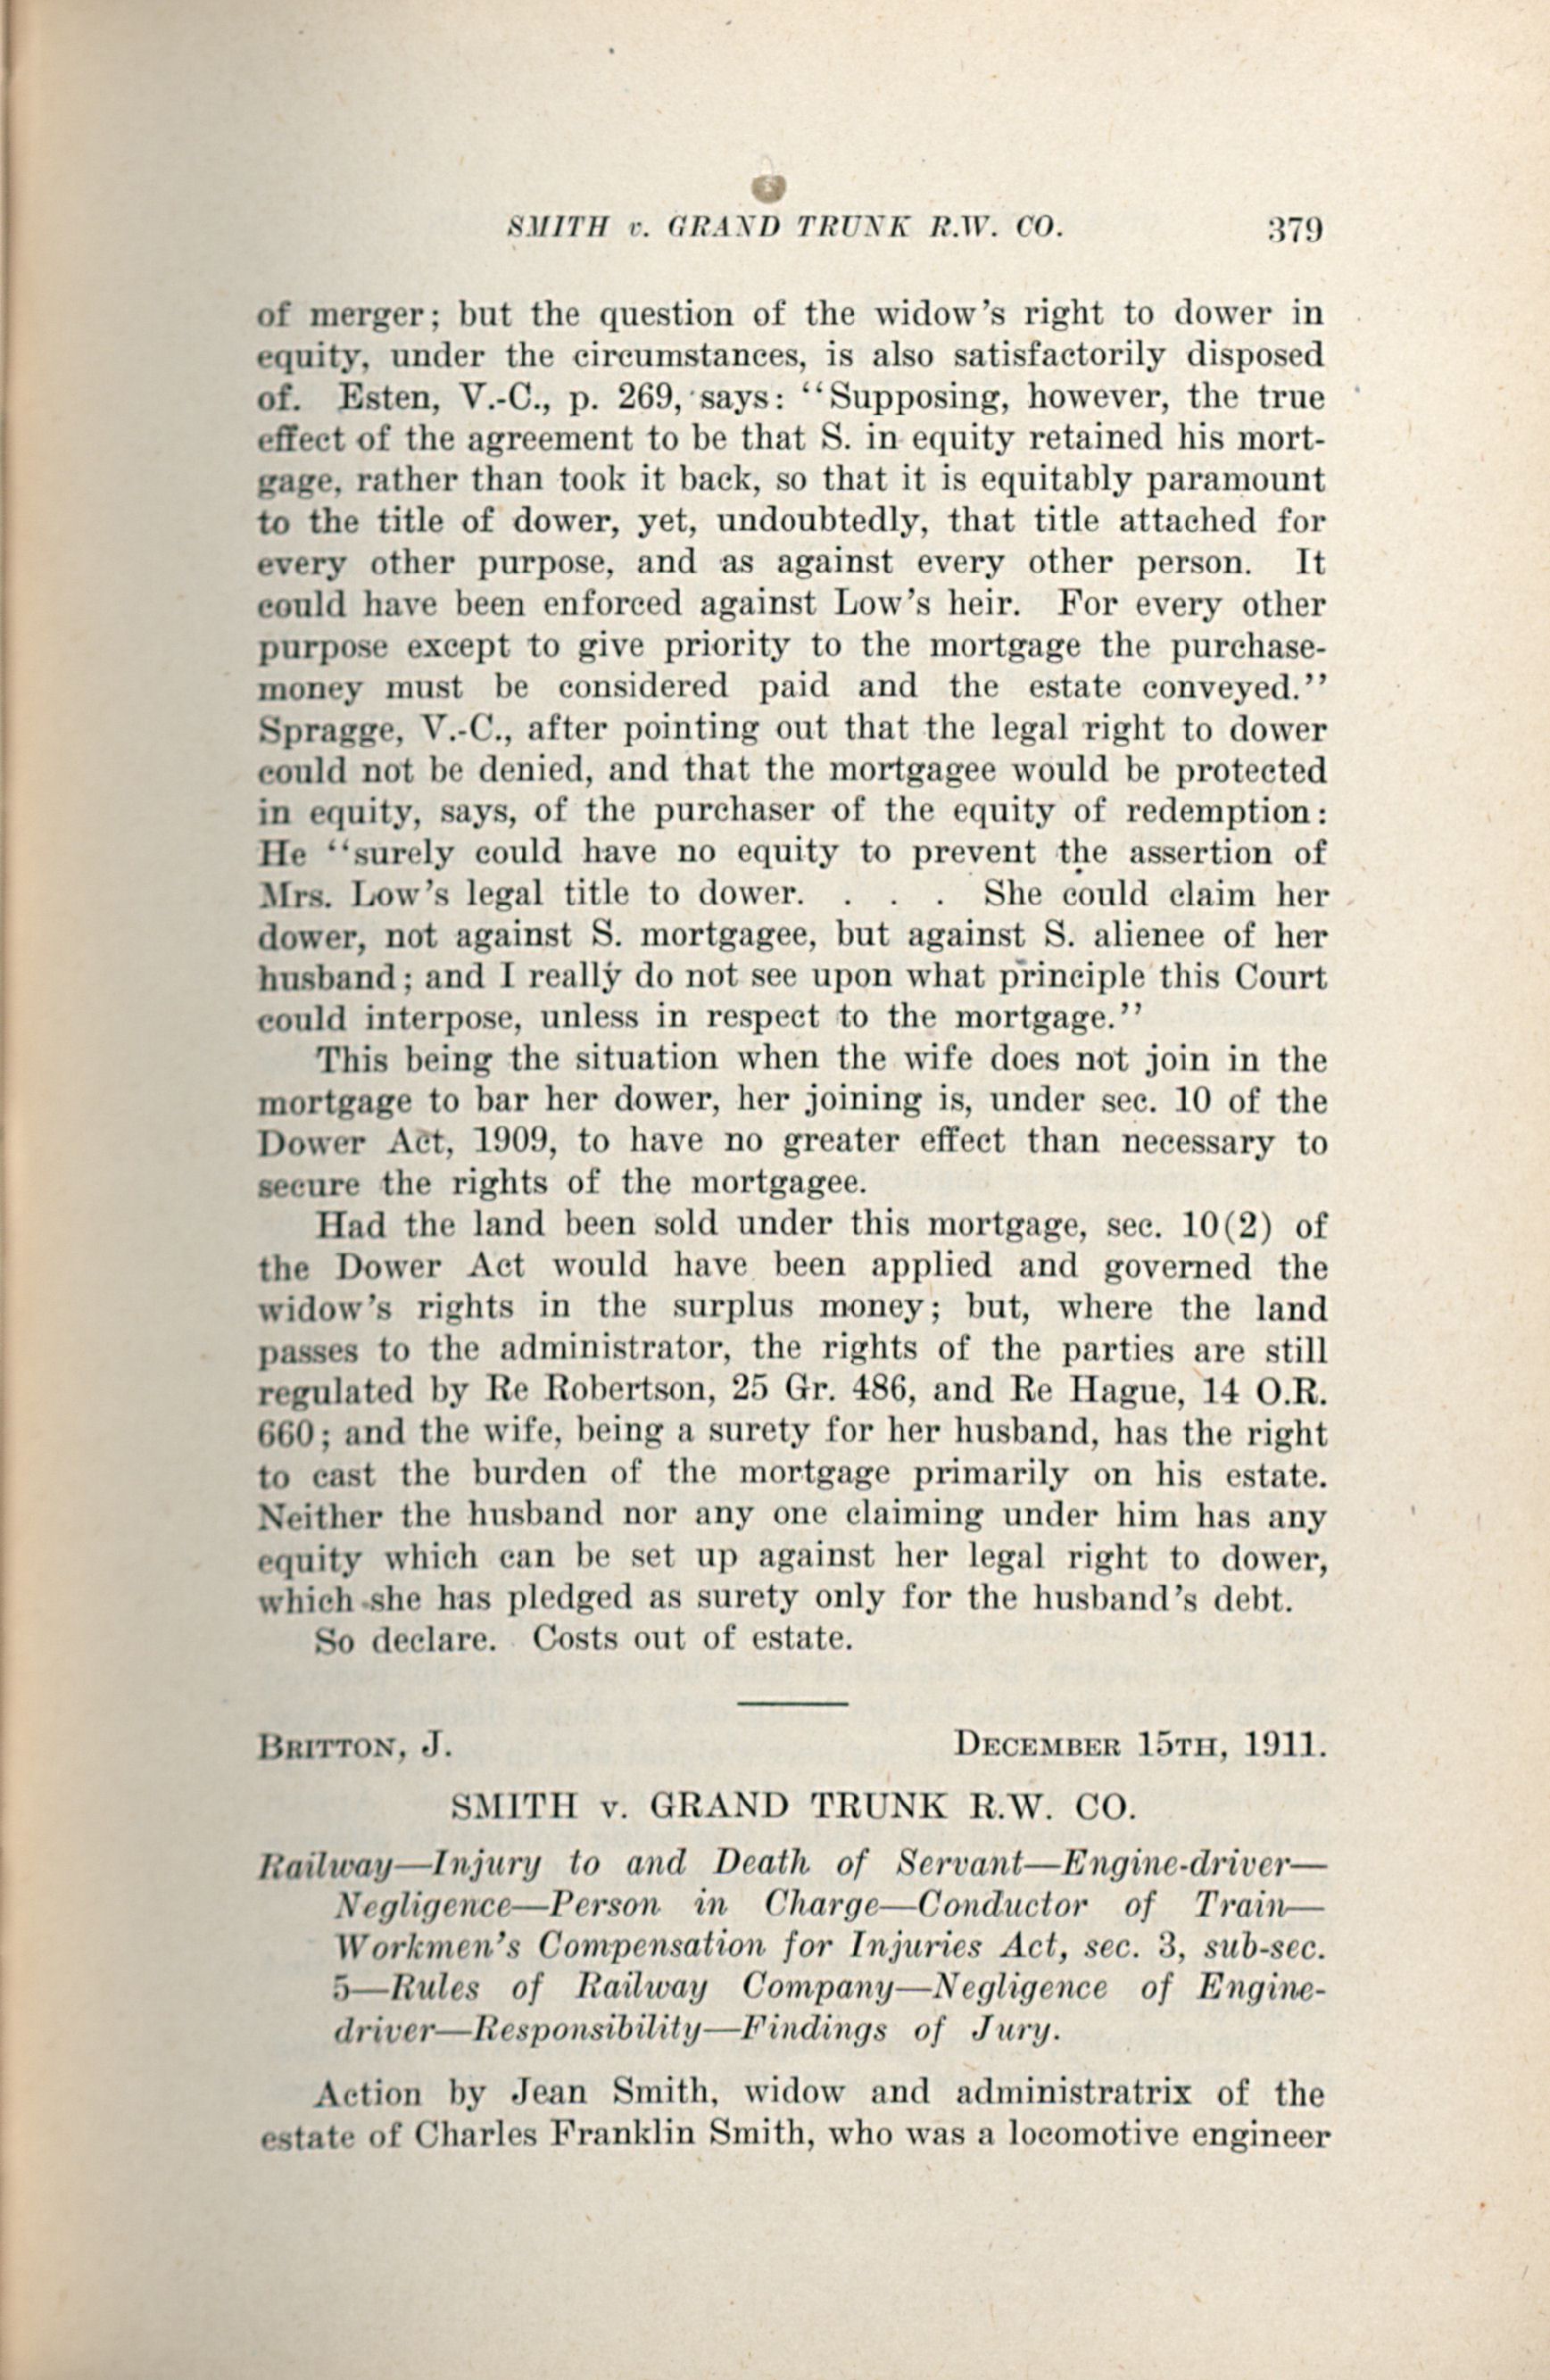 SMITH v. GRAND TRUNK R.W. CO. 379
of merger; but the question of the widow's right to dower in
equity, under the circumstances, is also satisfactorily disposed
of. Esten, V.-C., p. 269, says: ''Supposing, however, the true
effect of the agreement to be that S. in equity retained his mort-
gage, rather than took it back, so that it is equitably paramount
to the title of dower, yet, undoubtedly, that title attached for
every other purpose, and as against every other person. It
could have been enforced against Low's heir. For every other
purpose except to give priority to the mortgage the purchase-
money must be considered paid and the estate conveyed.''
Spragge, V.-C., after pointing out that the legal right to dower
could not be denied, and that the mortgagee would be protected
in equity, says, of the purchaser of the equity of redemption:
He ''surely could have no equity to prevent the assertion of
Mrs. Low's legal title to dower. . . . She could claim her
dower, not against S. mortgagee, but against S. alienee of her
husband; and I really do not see upon what principle this Court
could interpose, unless in respect to the mortgage.''
This being the situation when the wife does not join in the
mortgage to bar her dower, her joining is, under sec. 10 of the
Dower Act, 1909, to have no greater effect than necessary to
secure the rights of the mortgagee.
Had the land been sold under this mortgage, sec. 10(2) of
the Dower Act would have been applied and governed the
widow's rights in the surplus money; but, where the land
passes to the administrator, the rights of the parties are still
regulated by Re Robertson, 25 Gr. 486, and Re Hague, 14 O.R.
660; and the wife, being a surety for her husband, has the right
to cast the burden of the mortgage primarily on his estate.
Neither the husband nor any one claiming under him has any
equity which can be set up against her legal right to dower,
which she has pledged as surety only for the husband's debt.
So declare. Costs out of estate.
BRITTON, J. DECEMBER 15TH, 1911.
SMITH v. GRAND TRUNK R.W. CO.
Railway—Injury to and Death of Servant—Engine-driver—
Negligence—Person in Charge—Conductor of Train—
Workmen's Compensation for Injuries Act, sec. 3, sub-sec.
5—Rules of Railway Company—Negligence of Engine-
driver—Responsibility—Findings of Jury.
Action by Jean Smith, widow and administratrix of the
estate of Charles Franklin Smith, who was a locomotive engineer